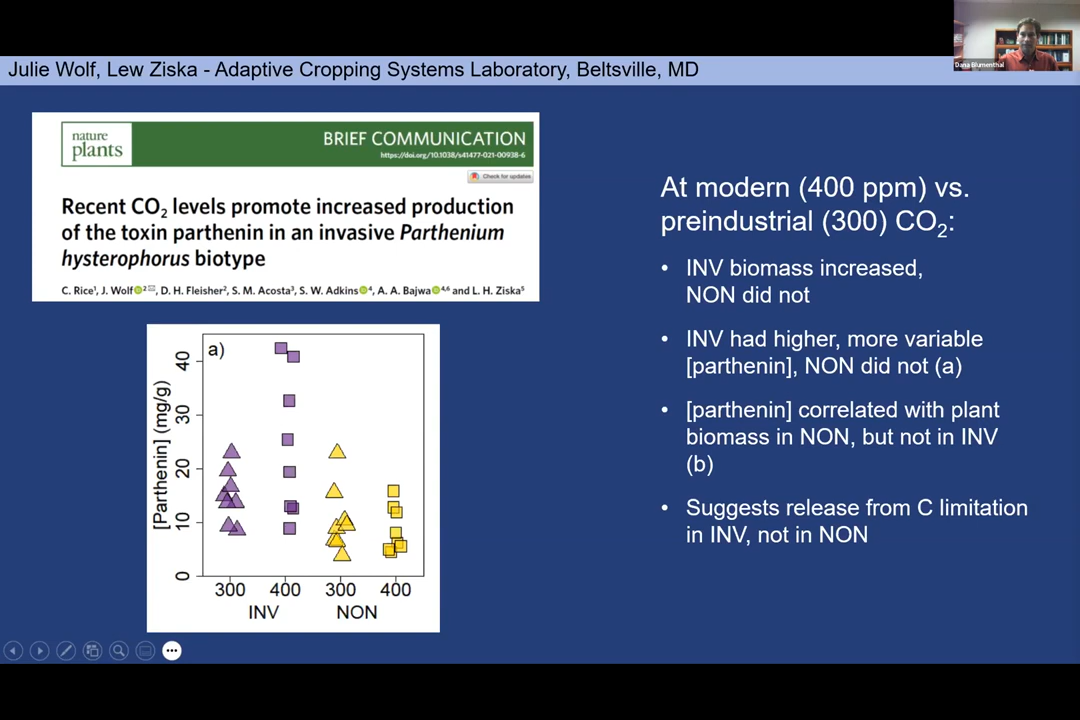 Dana Blumenthal
Julie Wolf, Lew Ziska - Adaptive Cropping Systems Laboratory, Beltsville, MD
nature
plants
BRIEF COMMUNICATION
https://doi.org/10.1038/s41477-021-00938-6
Check for updates
Recent CO₂ levels promote increased production
of the toxin parthenin in an invasive Parthenium
hysterophorus biotype
C. Rice¹, J. Wolf ²✉, D. H. Fleisher², S. M. Acosta³, S. W. Adkins ⁴, A. A. Bajwa ⁴,⁶ and L. H. Ziska⁵
a)
[Parthenin] (mg/g)
40
30
20
10
0
300 400 300 400
INV NON
At modern (400 ppm) vs.
preindustrial (300) CO₂:
• INV biomass increased,
NON did not
• INV had higher, more variable
[parthenin], NON did not (a)
• [parthenin] correlated with plant
biomass in NON, but not in INV
(b)
• Suggests release from C limitation
in INV, not in NON